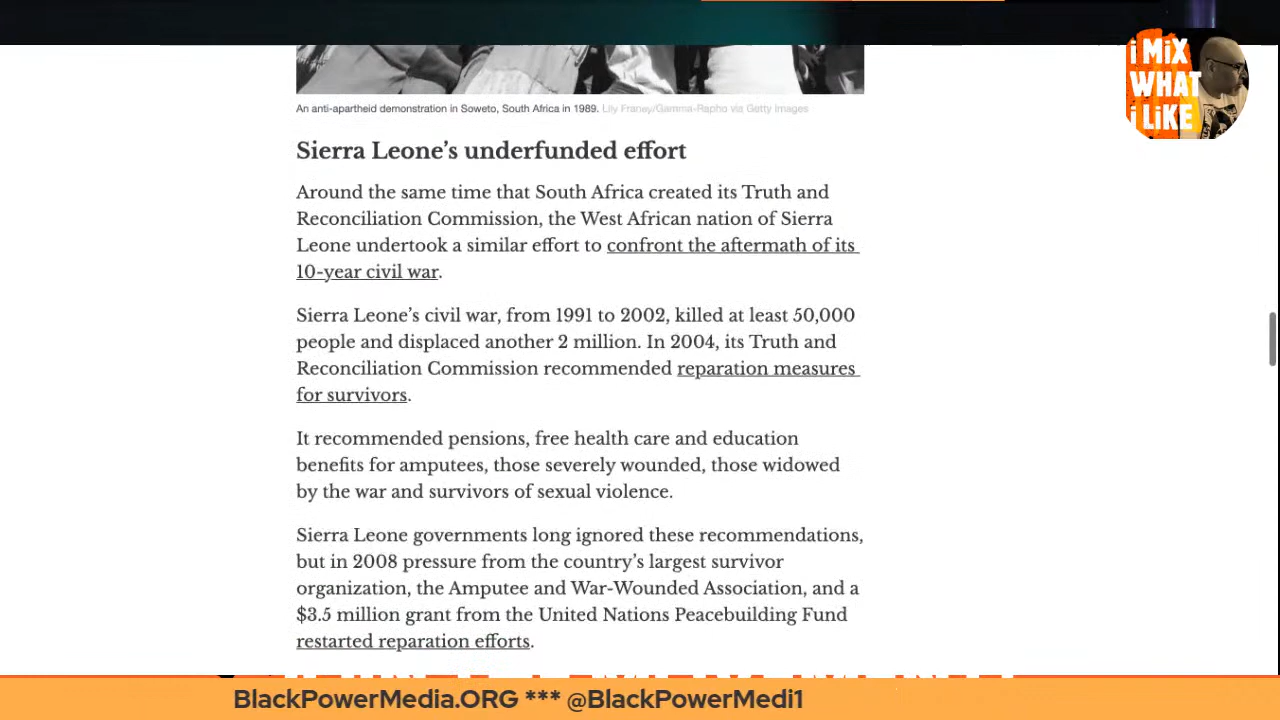 i MiX
WHAT
i LiKE
An anti-apartheid demonstration in Soweto, South Africa in 1989. Lily Franey/Gamma-Rapho via Getty Images
Sierra Leone’s underfunded effort
Around the same time that South Africa created its Truth and
Reconciliation Commission, the West African nation of Sierra
Leone undertook a similar effort to confront the aftermath of its
10-year civil war.
Sierra Leone’s civil war, from 1991 to 2002, killed at least 50,000
people and displaced another 2 million. In 2004, its Truth and
Reconciliation Commission recommended reparation measures
for survivors.
It recommended pensions, free health care and education
benefits for amputees, those severely wounded, those widowed
by the war and survivors of sexual violence.
Sierra Leone governments long ignored these recommendations,
but in 2008 pressure from the country’s largest survivor
organization, the Amputee and War-Wounded Association, and a
$3.5 million grant from the United Nations Peacebuilding Fund
restarted reparation efforts.
BlackPowerMedia.ORG *** @BlackPowerMedi1